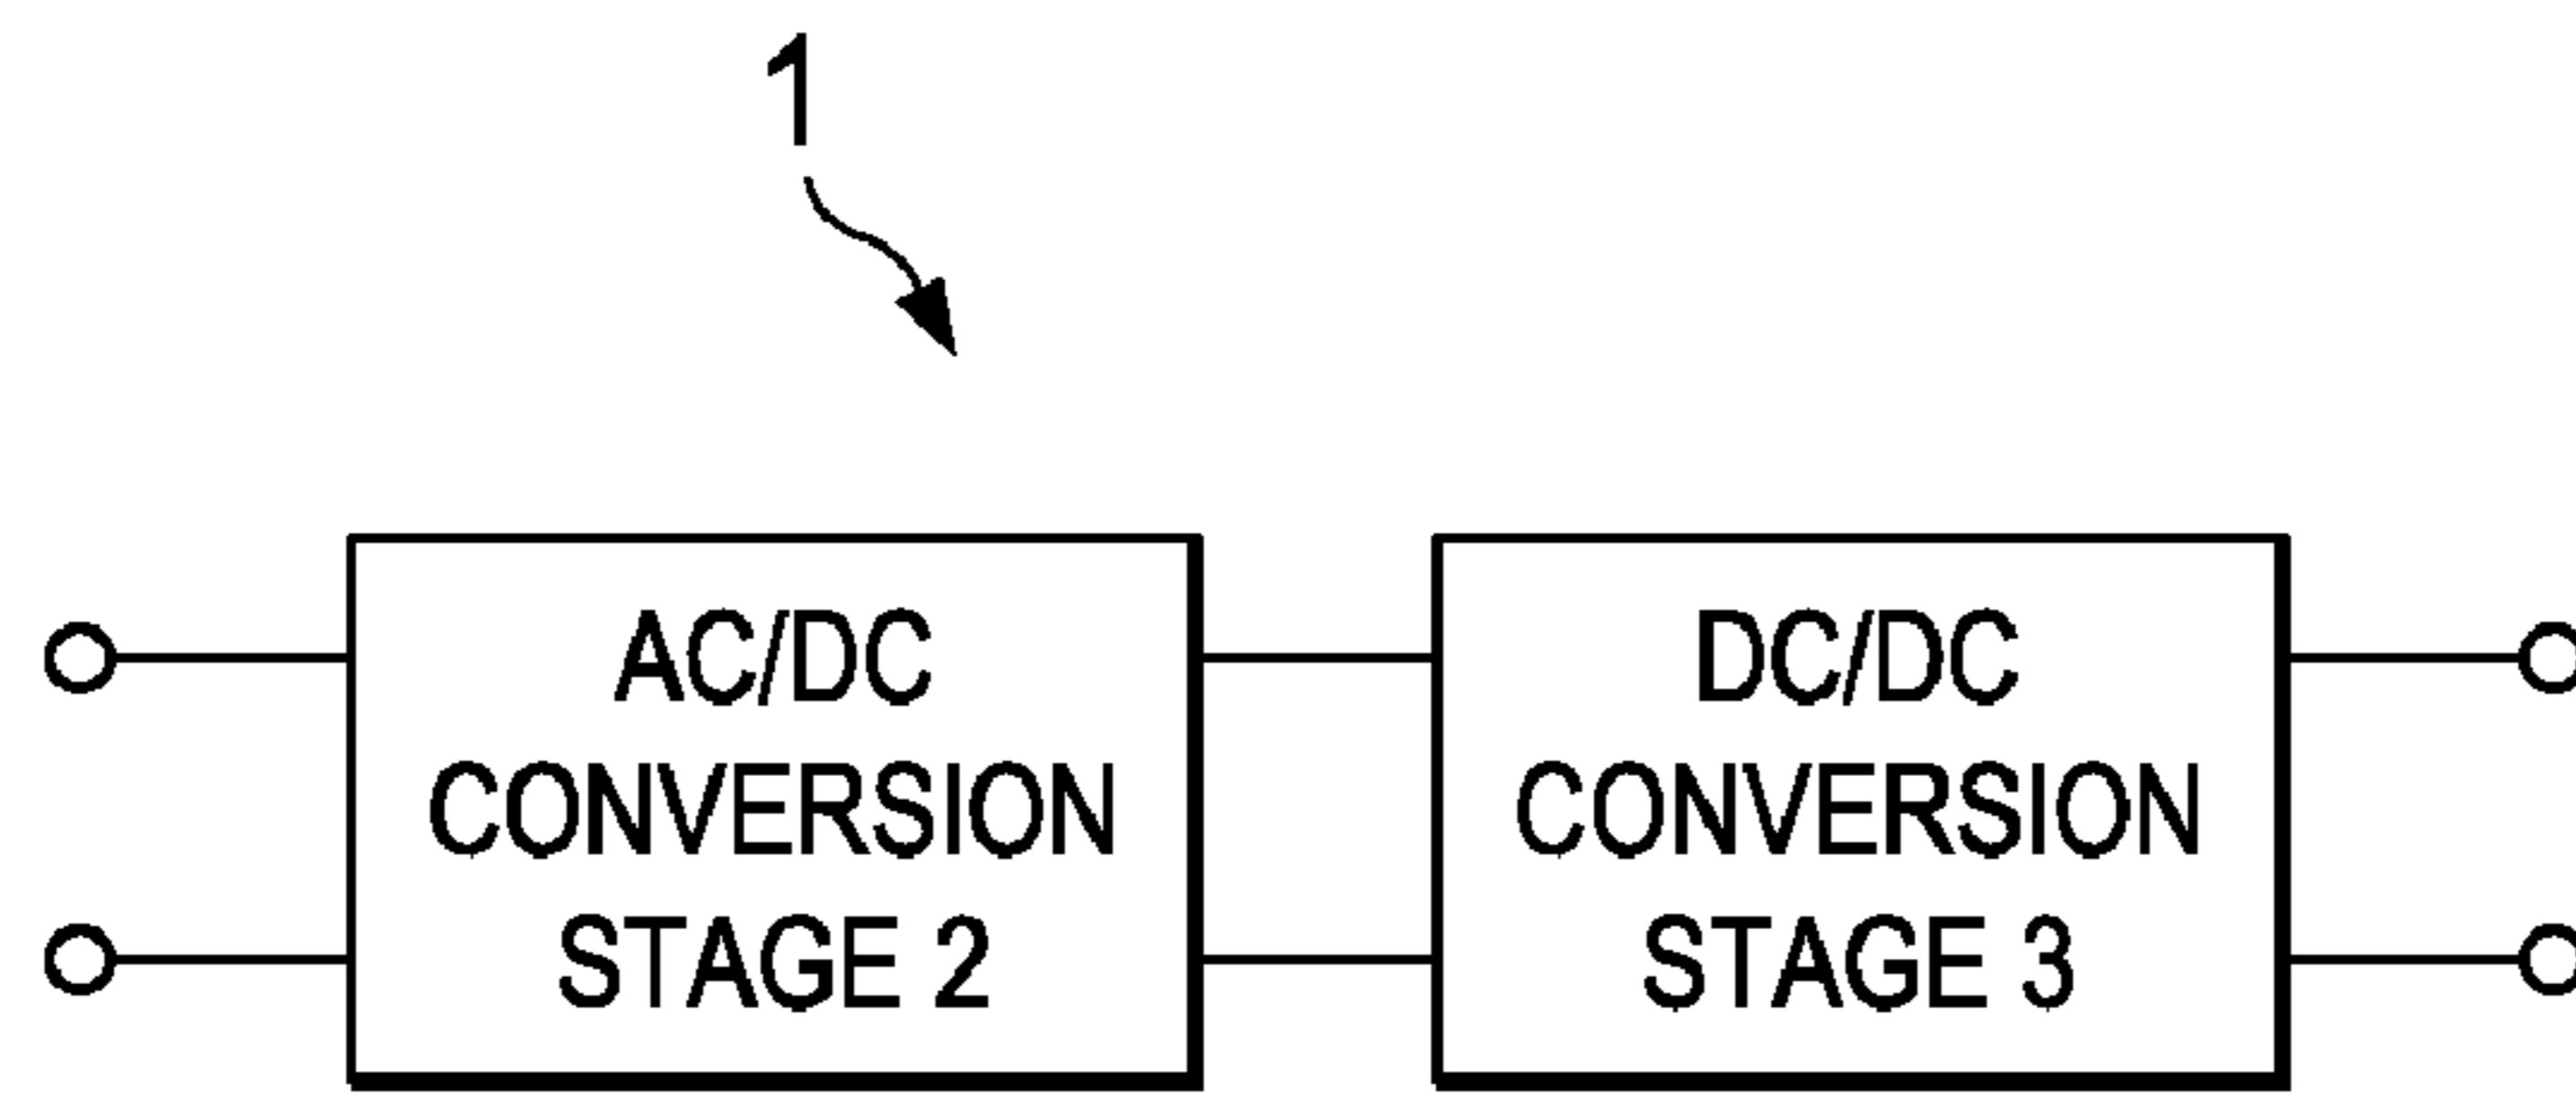 1
AC/DC
CONVERSION
STAGE 2
DC/DC
CONVERSION
STAGE 3